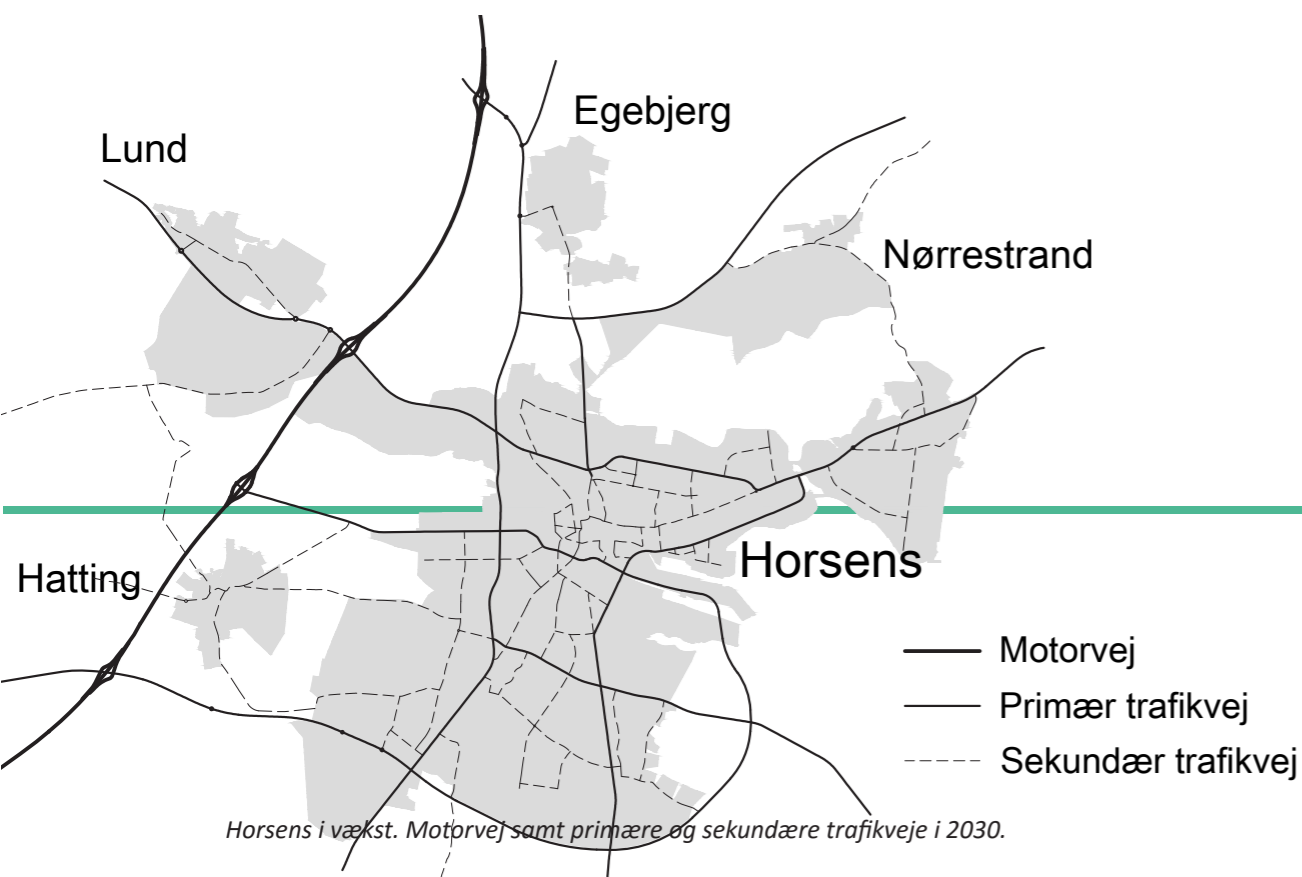 Egebjerg
Lund
Nørrestrand
Horsens
Hatting
Motorvej
Primær trafikvej
Sekundær trafikvej
Horsens i vækst. Motorvej samt primære og sekundære trafikveje i 2030.